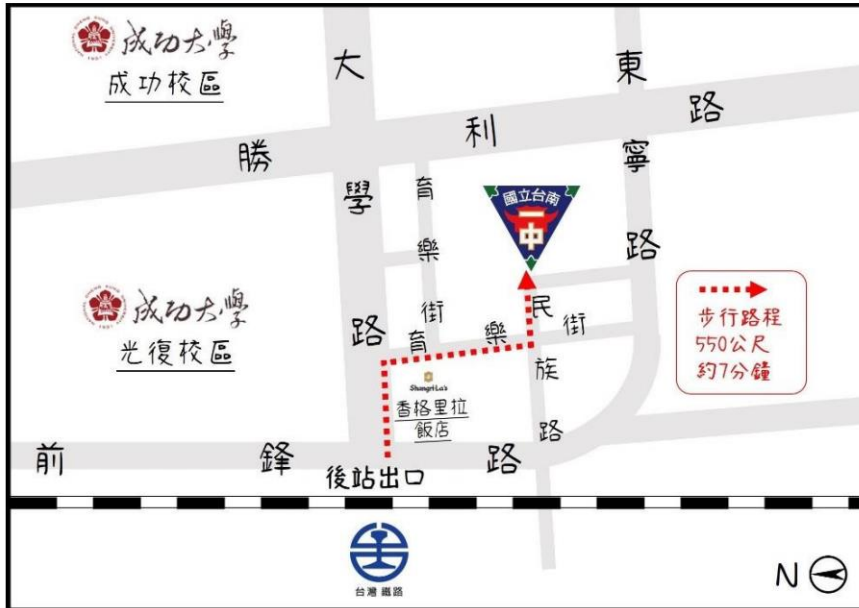 成功大學
成功校區
大學路
東寧路
勝利路
育樂街
國立台南
一中
成功大學
光復校區
育樂街
民族路
步行路程
550公尺
約7分鐘
Shangri-La's
香格里拉
飯店
前鋒路
後站出口
台灣鐵路
N